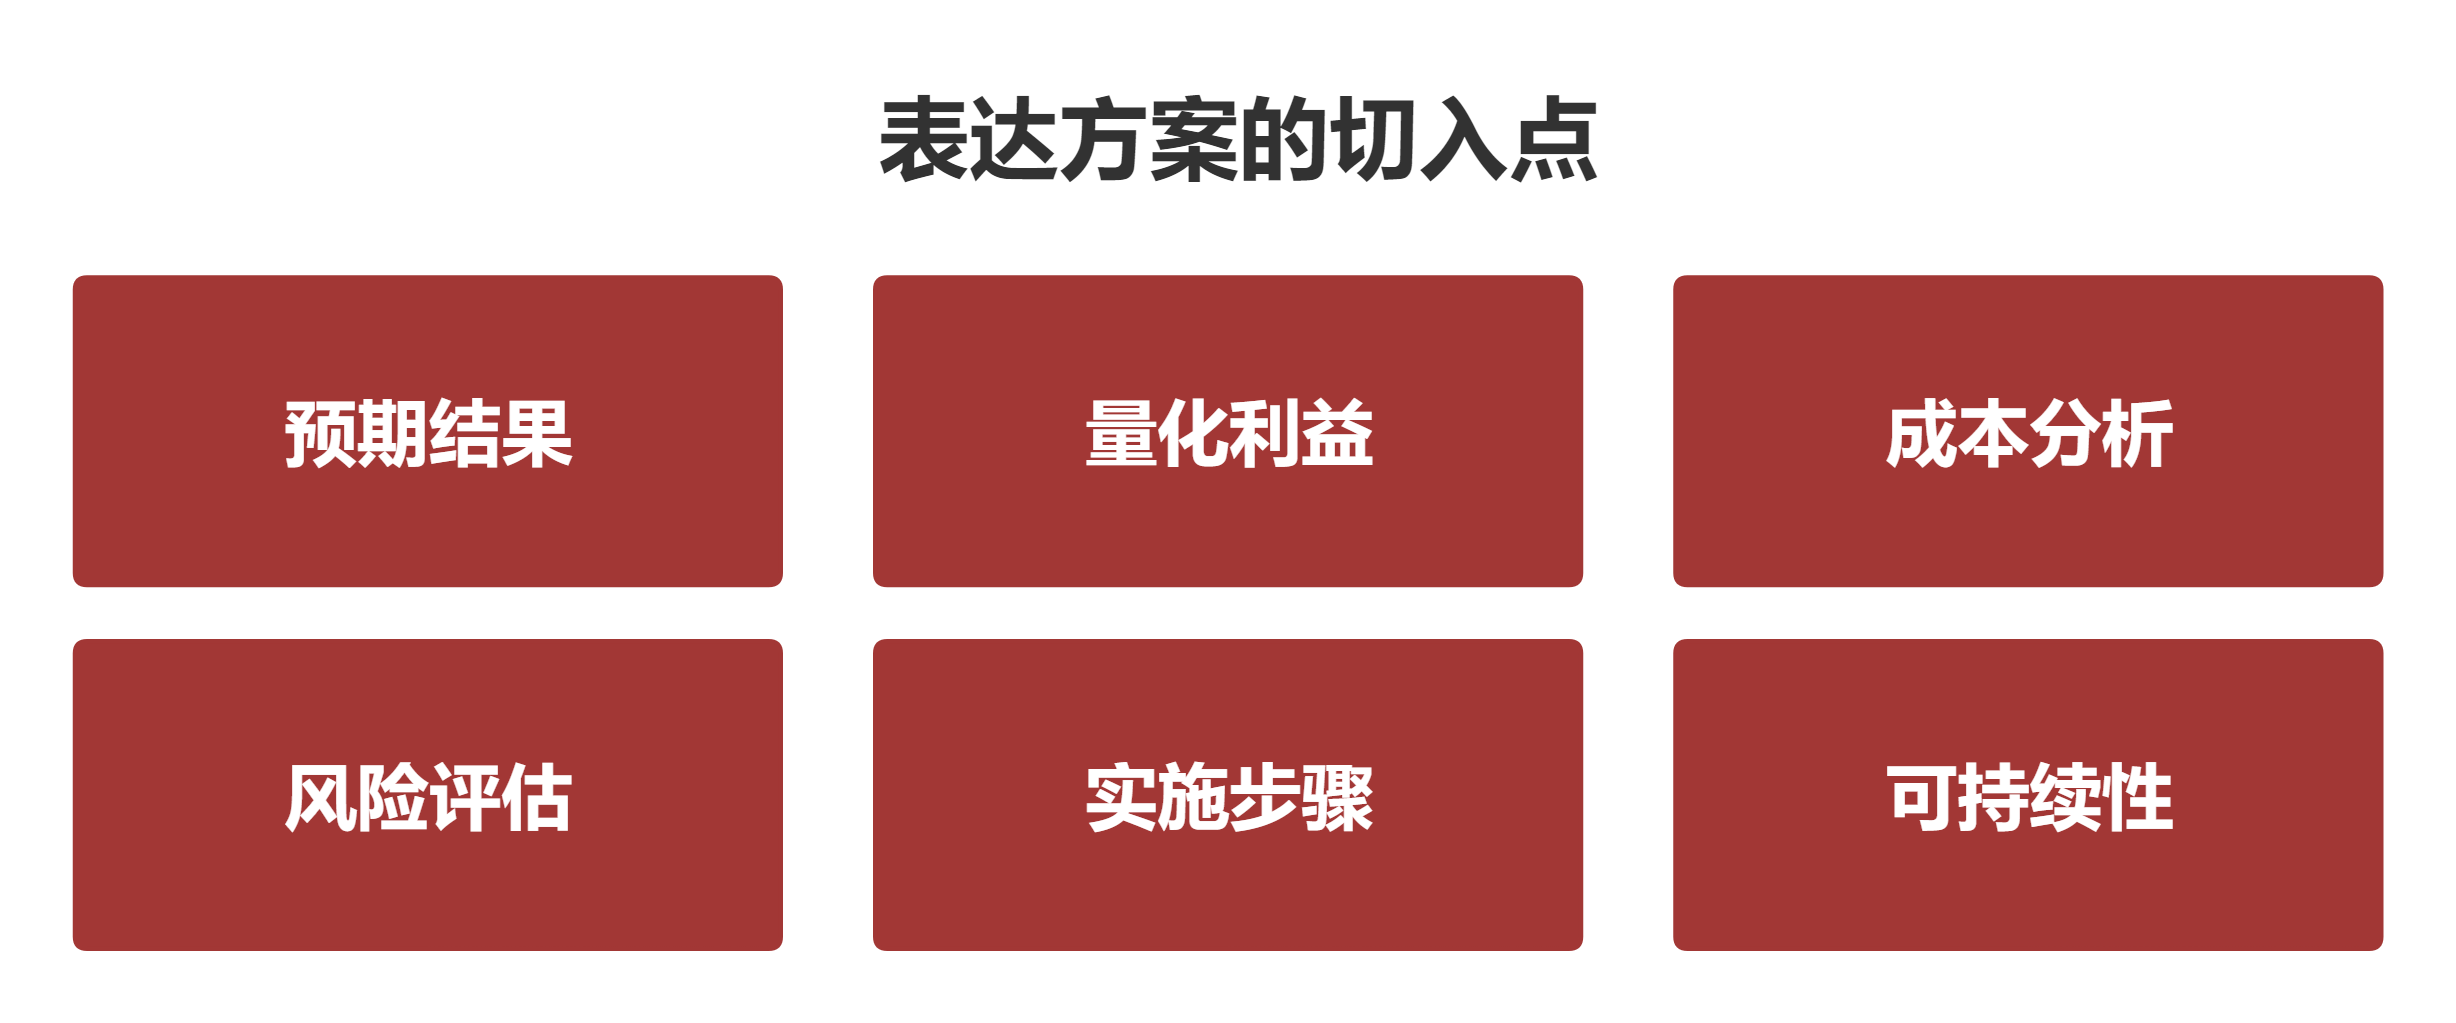 表达方案的切入点
预期结果
量化利益
成本分析
风险评估
实施步骤
可持续性